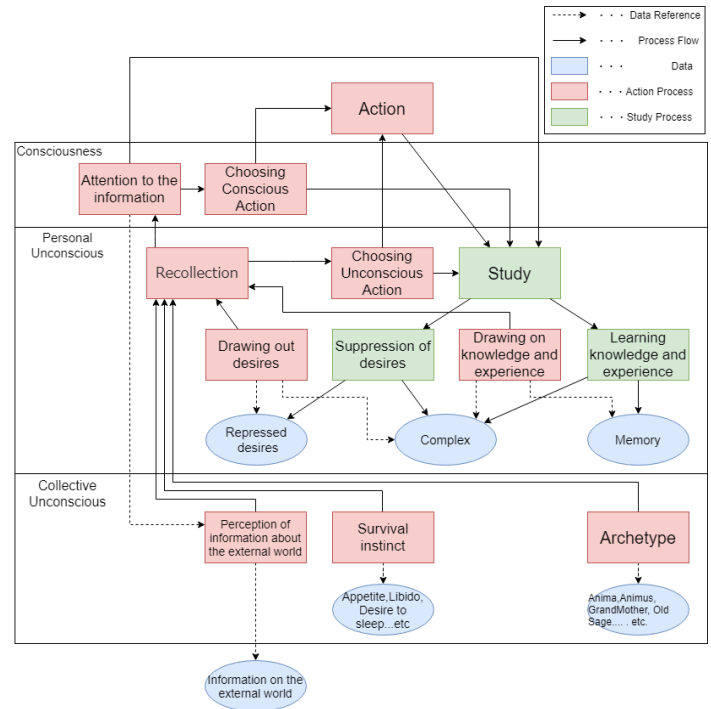 · · · Data Reference
· · · Process Flow
· · · Data
· · · Action Process
· · · Study Process
Action
Consciousness
Attention to the
information
Choosing
Conscious
Action
Personal
Unconscious
Recollection
Choosing
Unconscious
Action
Study
Drawing out
desires
Suppression of
desires
Drawing on
knowledge and
experience
Learning
knowledge and
experience
Repressed
desires
Complex
Memory
Collective
Unconscious
Perception of
information about
the external world
Survival
instinct
Archetype
Appetite,Libido,
Desire to
sleep...etc
Anima,Animus,
GrandMother, Old
Sage.... . etc.
Information on the
external world